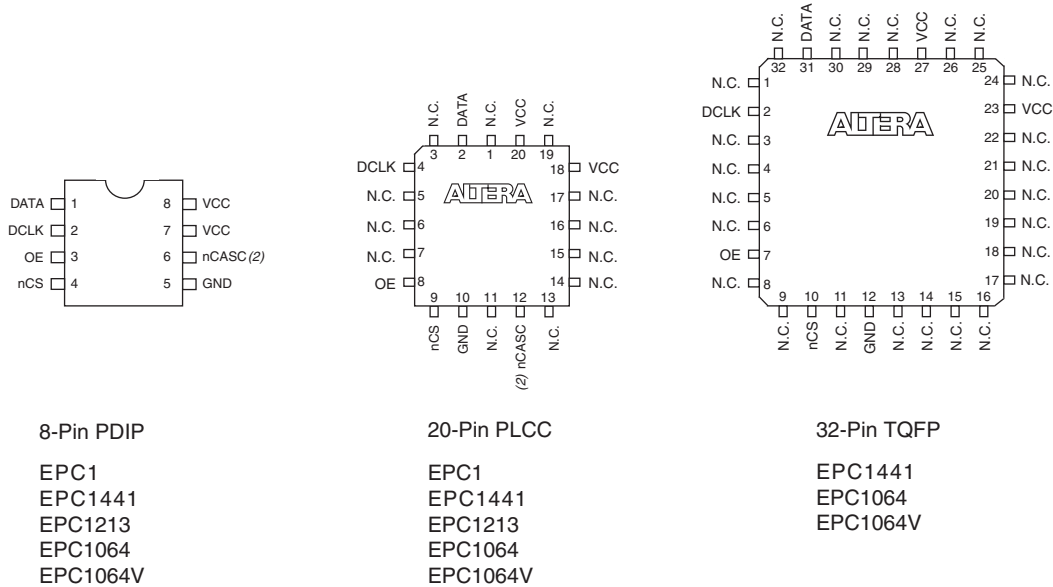 DATA 1 8 VCC
DCLK 2 7 VCC
OE 3 6 nCASC (2)
nCS 4 5 GND
8-Pin PDIP
EPC1
EPC1441
EPC1213
EPC1064
EPC1064V
N.C. DATA N.C. VCC N.C.
3 2 1 20 19
ALTERA
DCLK 4 18 VCC
N.C. 5 17 N.C.
N.C. 6 16 N.C.
N.C. 7 15 N.C.
OE 8 14 N.C.
9 10 11 12 13
nCS GND N.C. (2) nCASC N.C.
20-Pin PLCC
EPC1
EPC1441
EPC1213
EPC1064
EPC1064V
N.C. DATA N.C. N.C. N.C. VCC N.C. N.C.
32 31 30 29 28 27 26 25
ALTERA
N.C. 1 24 N.C.
DCLK 2 23 VCC
N.C. 3 22 N.C.
N.C. 4 21 N.C.
N.C. 5 20 N.C.
N.C. 6 19 N.C.
OE 7 18 N.C.
N.C. 8 17 N.C.
9 10 11 12 13 14 15 16
N.C. nCS N.C. GND N.C. N.C. N.C. N.C.
32-Pin TQFP
EPC1441
EPC1064
EPC1064V